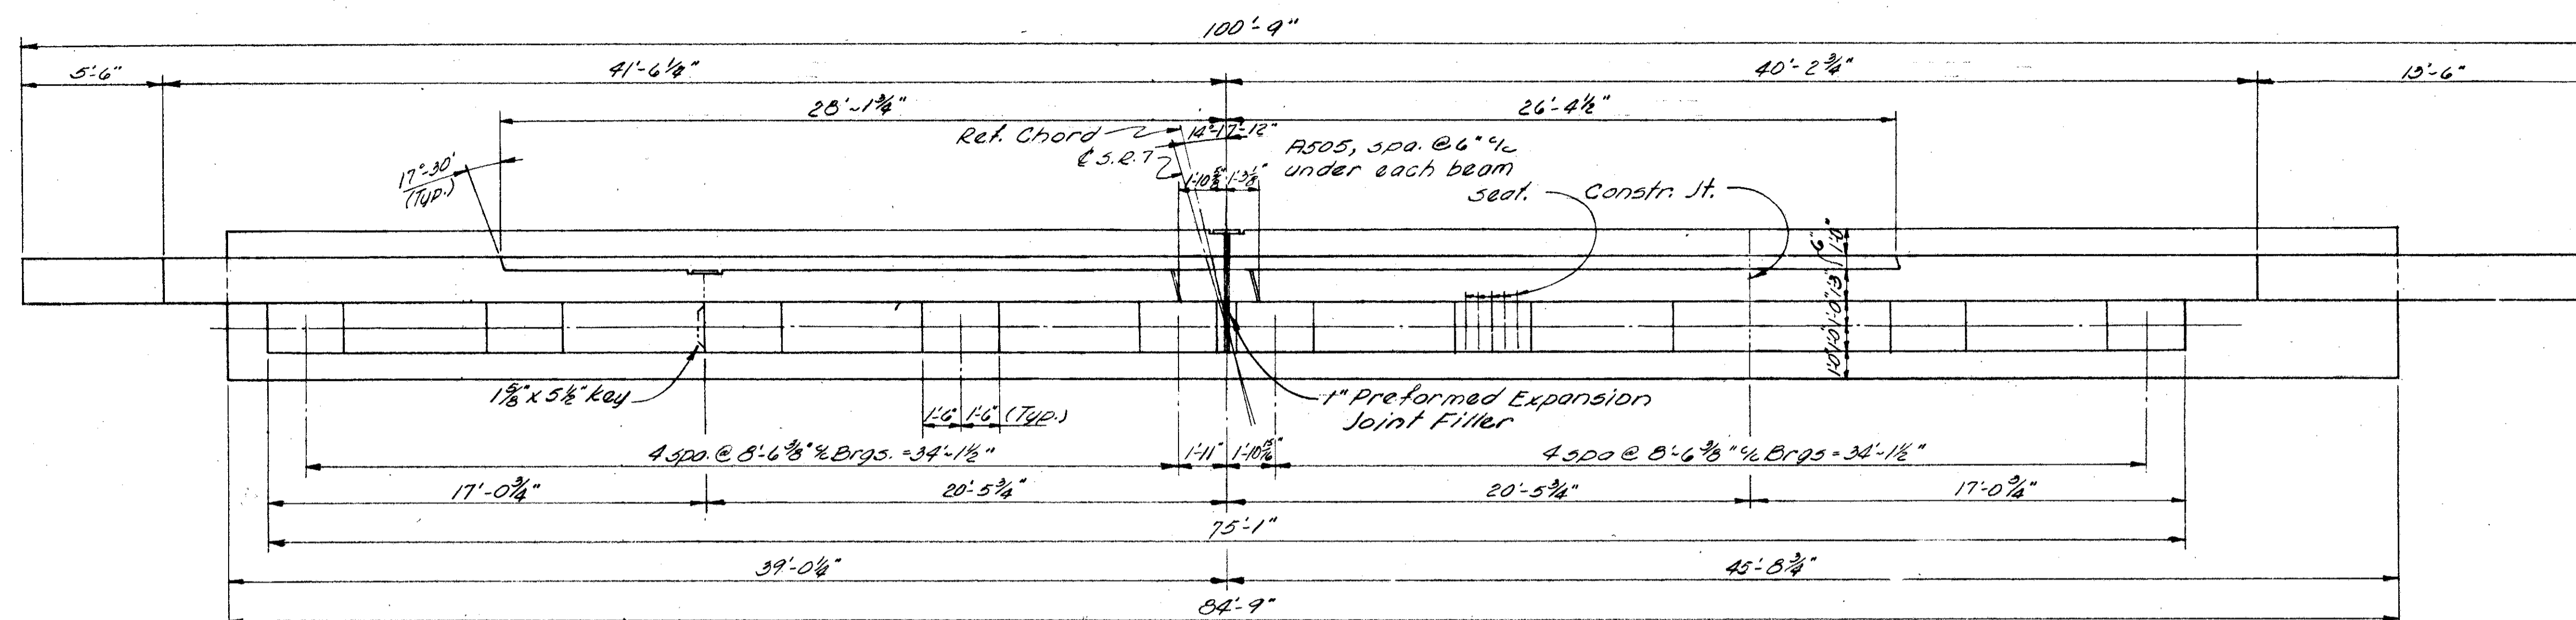 100'-9"
5'-6"
41'-6¼"
40'-2¾"
13'-6"
28'-1¾"
26'-4½"
Ref. Chord
14°-17'-12"
℄ S.R. 7
A505, spa. @ 6" c/c
under each beam
seat.
17°-30'
(Typ.)
1'-10⅝"
1'-3⅛"
Constr. Jt.
1'-0"
6"
1'-3"
1'-0"
1'-0"
1'-0"
1⅝" x 5½" Key
1" Preformed Expansion
Joint Filler
1'-6" 1'-6" (Typ.)
4 spa. @ 8'-6⅜" c/c Brgs. = 34'-1½"
1'-11"
1'-10 15/16"
4 spa @ 8'-6⅜" c/c Brgs = 34'-1½"
17'-0¾"
20'-5¾"
20'-5¾"
17'-0¾"
75'-1"
39'-0¼"
45'-8¾"
84'-9"